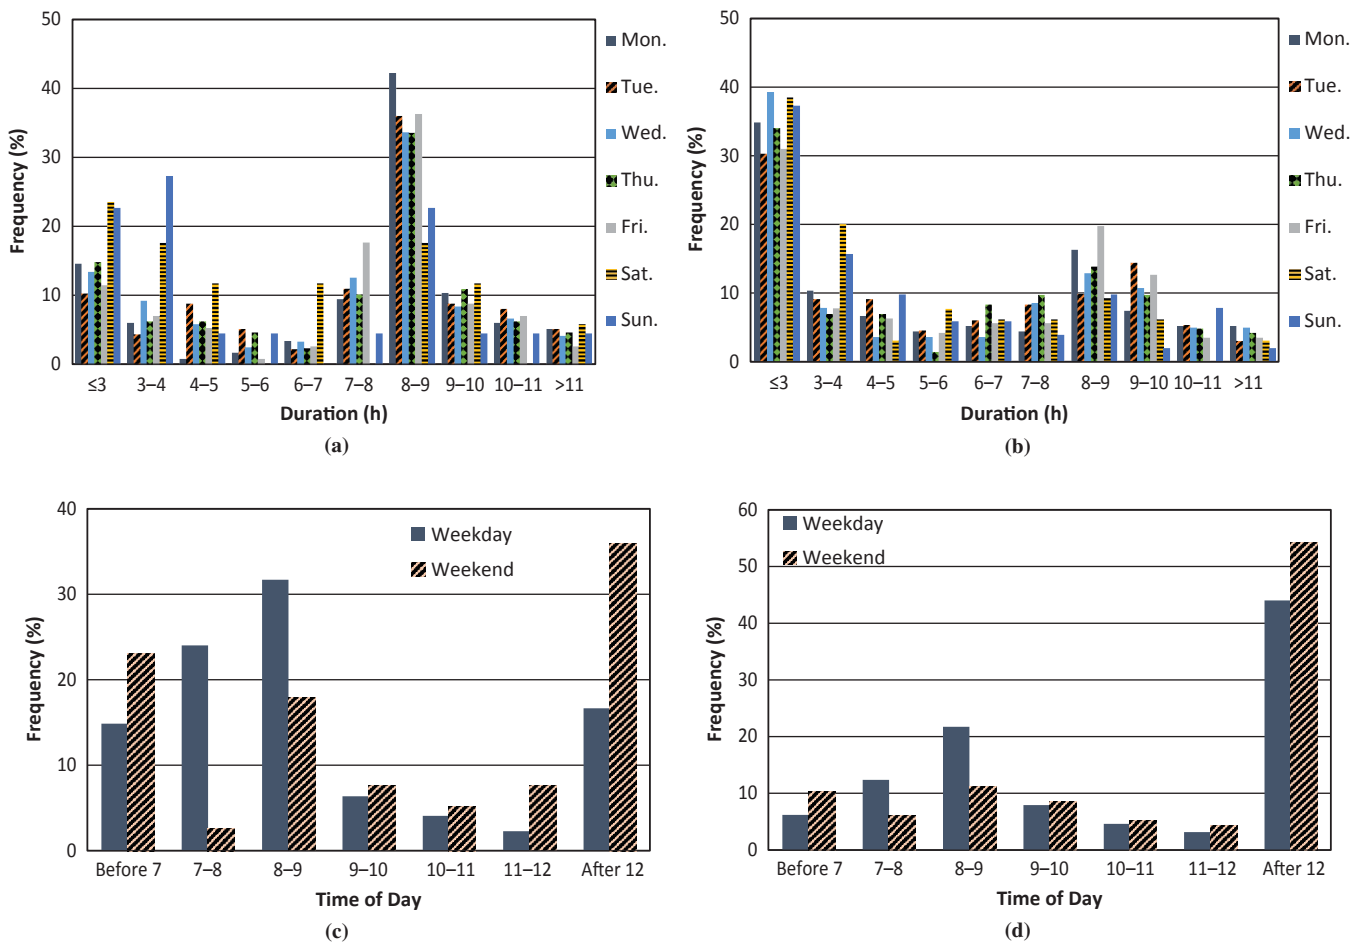 50
40
30
20
10
0
Frequency (%)
≤3 3–4 4–5 5–6 6–7 7–8 8–9 9–10 10–11 >11
Duration (h)
Mon.
Tue.
Wed.
Thu.
Fri.
Sat.
Sun.
(a)
50
40
30
20
10
0
Frequency (%)
≤3 3–4 4–5 5–6 6–7 7–8 8–9 9–10 10–11 >11
Duration (h)
Mon.
Tue.
Wed.
Thu.
Fri.
Sat.
Sun.
(b)
40
30
20
10
0
Frequency (%)
Weekday
Weekend
Before 7 7–8 8–9 9–10 10–11 11–12 After 12
Time of Day
(c)
60
50
40
30
20
10
0
Frequency (%)
Weekday
Weekend
Before 7 7–8 8–9 9–10 10–11 11–12 After 12
Time of Day
(d)